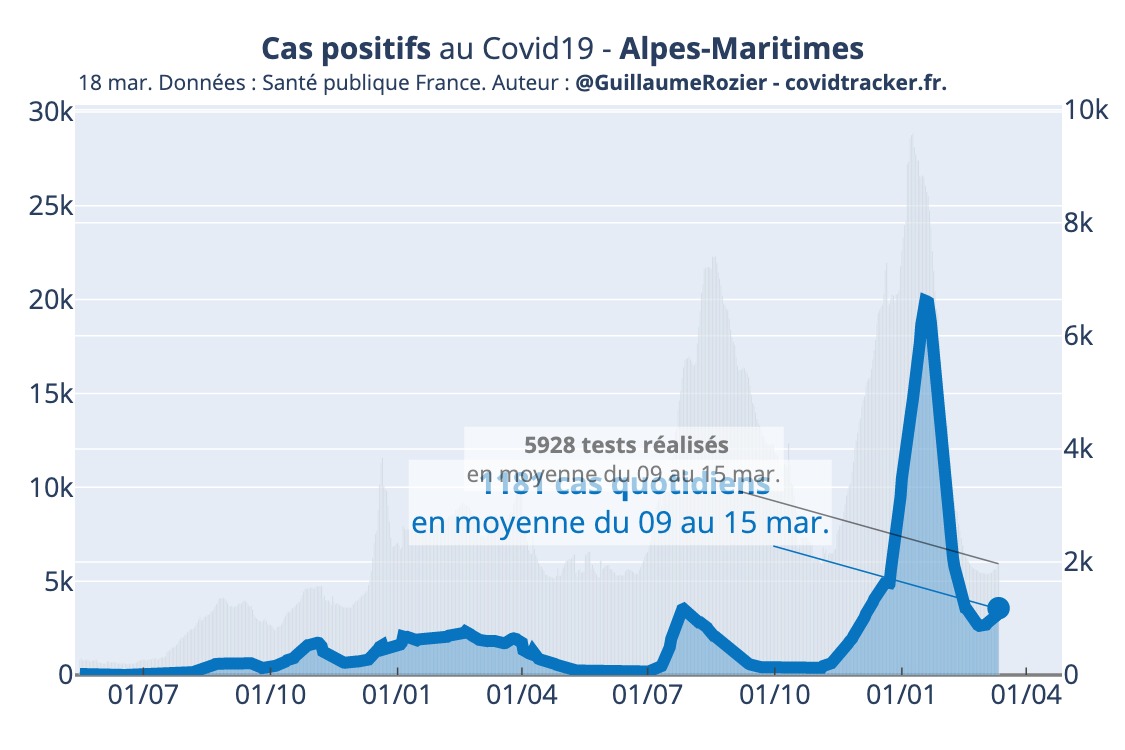 Cas positifs au Covid19 - Alpes-Maritimes
18 mar. Données : Santé publique France. Auteur : @GuillaumeRozier - covidtracker.fr.
30k
10k
25k
8k
20k
6k
15k
5928 tests réalisés
4k
en moyenne du 09 au 15 mar.
10k
1181 cas quotidiens
en moyenne du 09 au 15 mar.
2k
5k
0
0
01/07 01/10 01/01 01/04 01/07 01/10 01/01 01/04